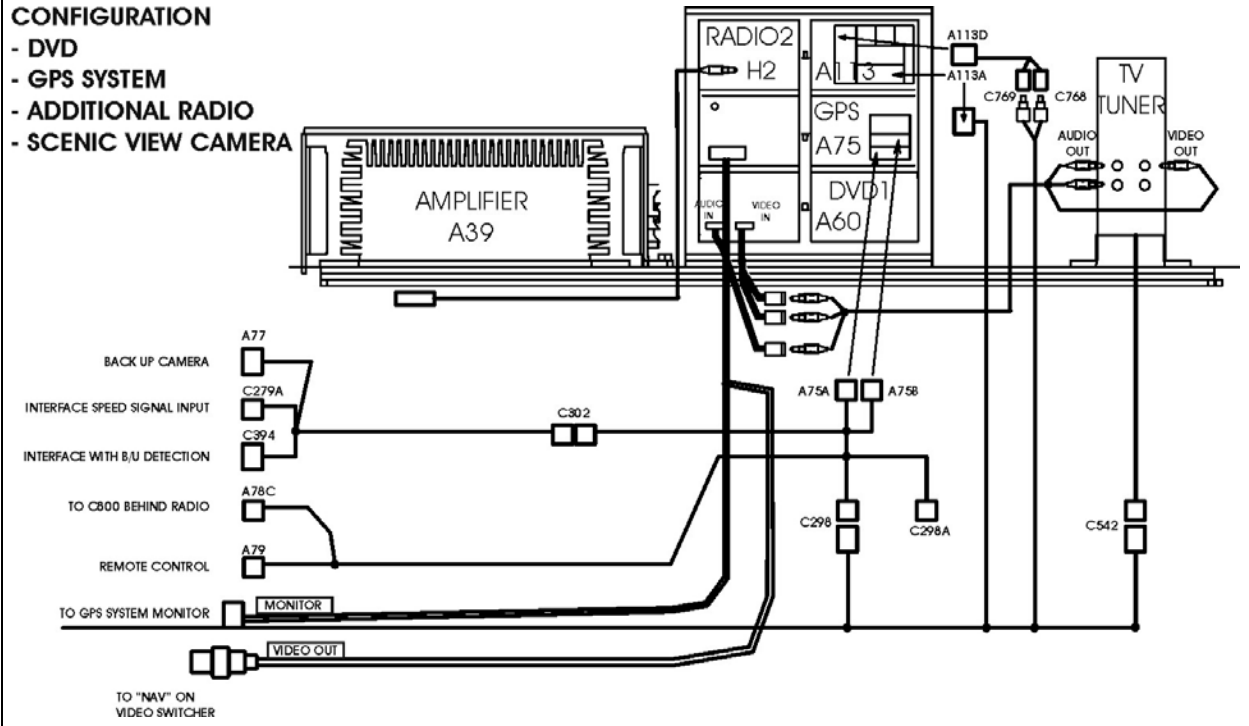 CONFIGURATION
- DVD
- GPS SYSTEM
- ADDITIONAL RADIO
- SCENIC VIEW CAMERA
RADIO2
H2
A113
GPS
A75
DVD1
A60
AUDIO
IN
VIDEO
IN
A113D
A113A
C769
C768
TV
TUNER
AUDIO
OUT
VIDEO
OUT
AMPLIFIER
A39
A77
BACK UP CAMERA
C279A
INTERFACE SPEED SIGNAL INPUT
C394
INTERFACE WITH B/U DETECTION
A78C
TO C800 BEHIND RADIO
A79
REMOTE CONTROL
TO GPS SYSTEM MONITOR
MONITOR
VIDEO OUT
TO "NAV" ON
VIDEO SWITCHER
C302
A75A
A75B
C298
C298A
C542